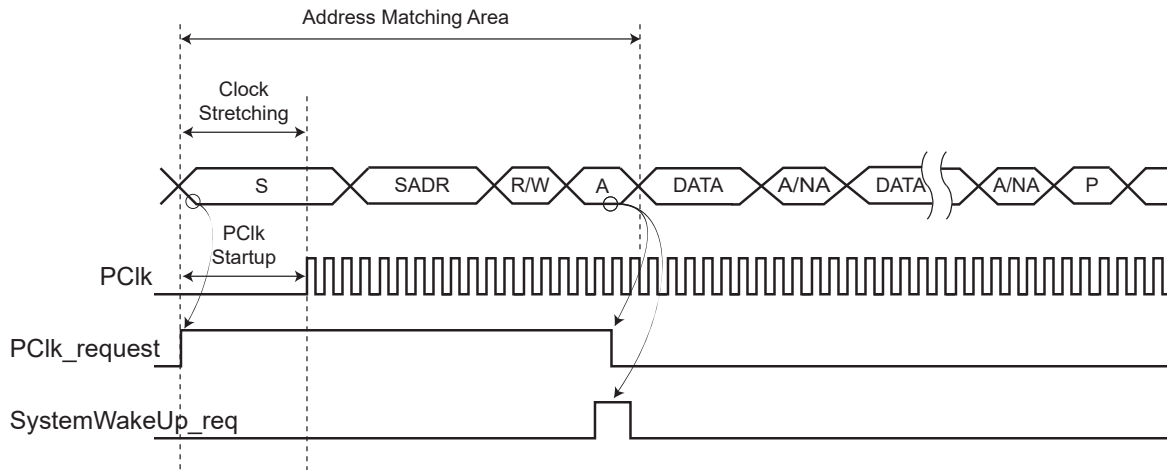 Address Matching Area
Clock
Stretching
S
SADR
R/W
A
DATA
A/NA
DATA
A/NA
P
PClk
Startup
PClk
PClk_request
SystemWakeUp_req